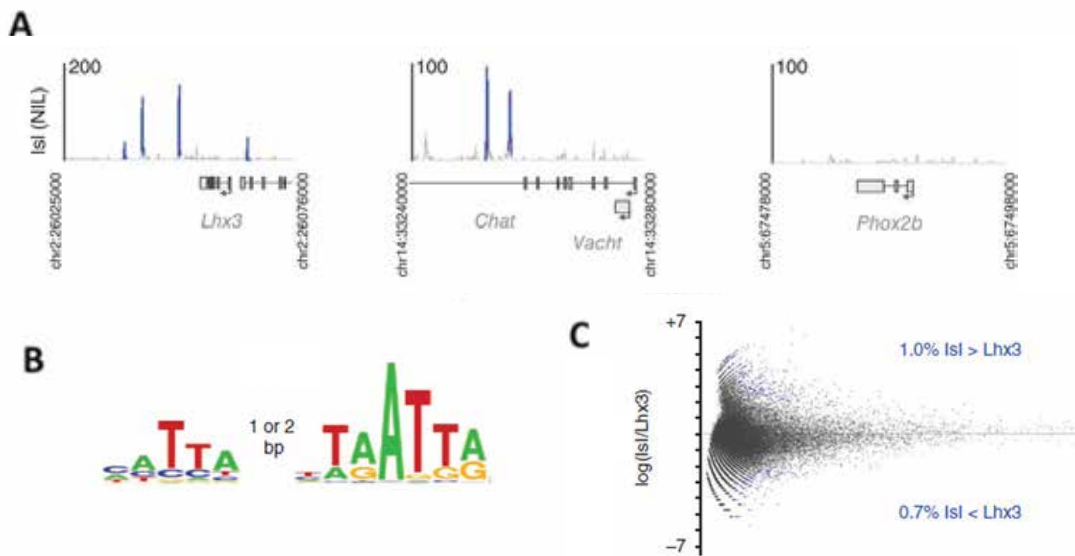 A
200
100
100
Isl (NIL)
Lhx3
Chat
Vacht
Phox2b
chr2:26025000
chr2:26076000
chr14:33240000
chr14:33280000
chr5:67478000
chr5:67498000
B
1 or 2
bp
C
+7
1.0% Isl > Lhx3
log(Isl/Lhx3)
0.7% Isl < Lhx3
−7